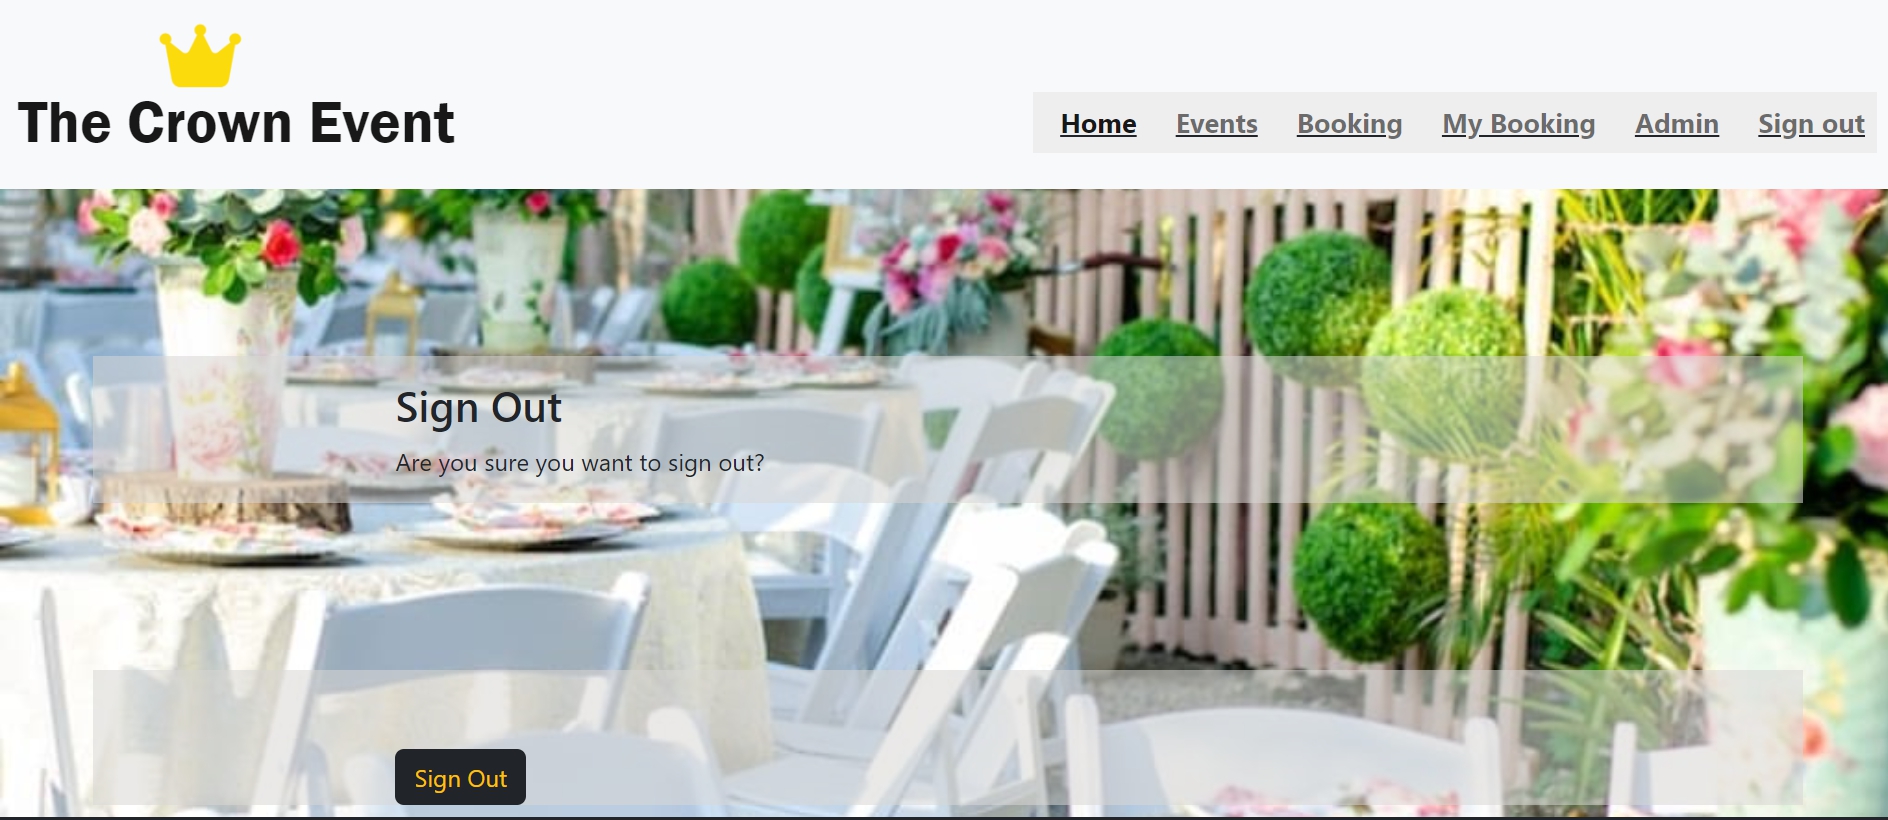 The Crown Event
Home Events Booking My Booking Admin Sign out
Sign Out
Are you sure you want to sign out?
Sign Out